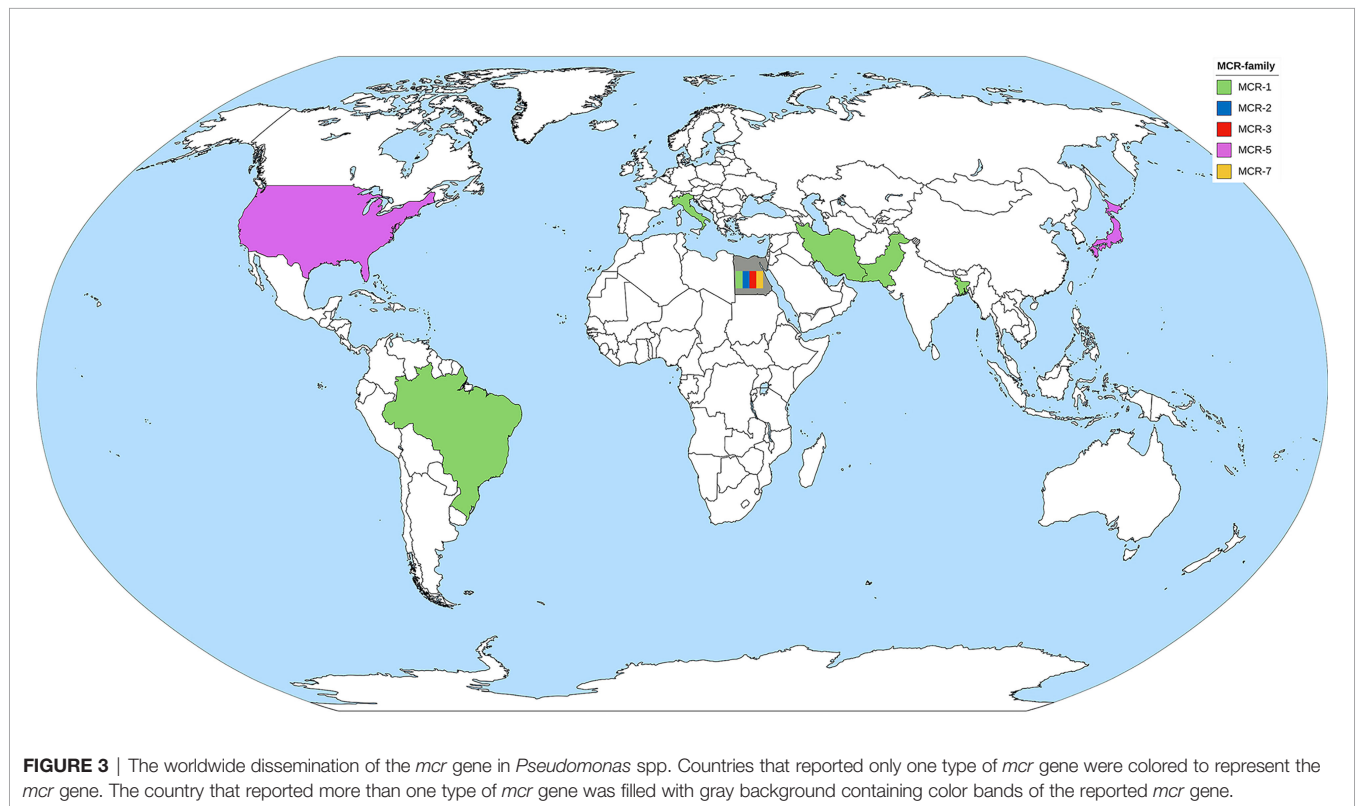 MCR-family
MCR-1
MCR-2
MCR-3
MCR-5
MCR-7
FIGURE 3 | The worldwide dissemination of the mcr gene in Pseudomonas spp. Countries that reported only one type of mcr gene were colored to represent the
mcr gene. The country that reported more than one type of mcr gene was filled with gray background containing color bands of the reported mcr gene.